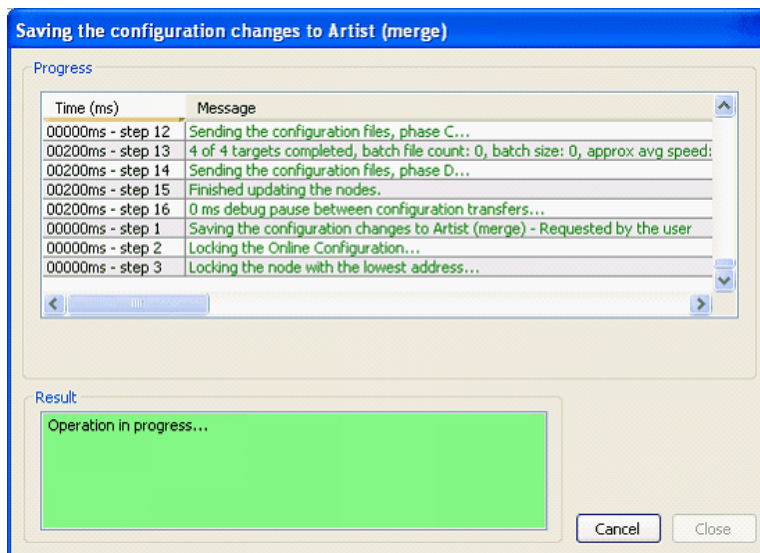 Saving the configuration changes to Artist (merge)
Progress
Time (ms) Message
00000ms - step 12 Sending the configuration files, phase C...
00200ms - step 13 4 of 4 targets completed, batch file count: 0, batch size: 0, approx avg speed:
00200ms - step 14 Sending the configuration files, phase D...
00200ms - step 15 Finished updating the nodes.
00200ms - step 16 0 ms debug pause between configuration transfers...
00000ms - step 1 Saving the configuration changes to Artist (merge) - Requested by the user
00000ms - step 2 Locking the Online Configuration...
00000ms - step 3 Locking the node with the lowest address...
Result
Operation in progress...
Cancel Close